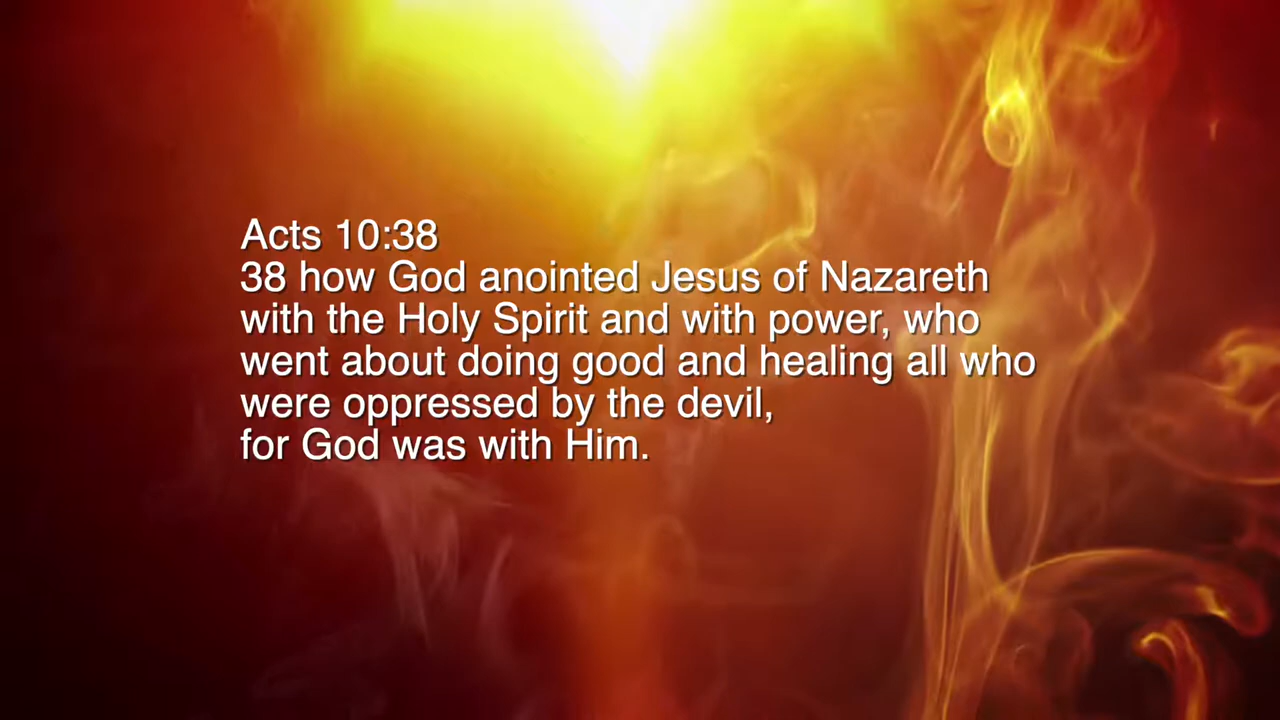 Acts 10:38
38 how God anointed Jesus of Nazareth
with the Holy Spirit and with power, who
went about doing good and healing all who
were oppressed by the devil,
for God was with Him.